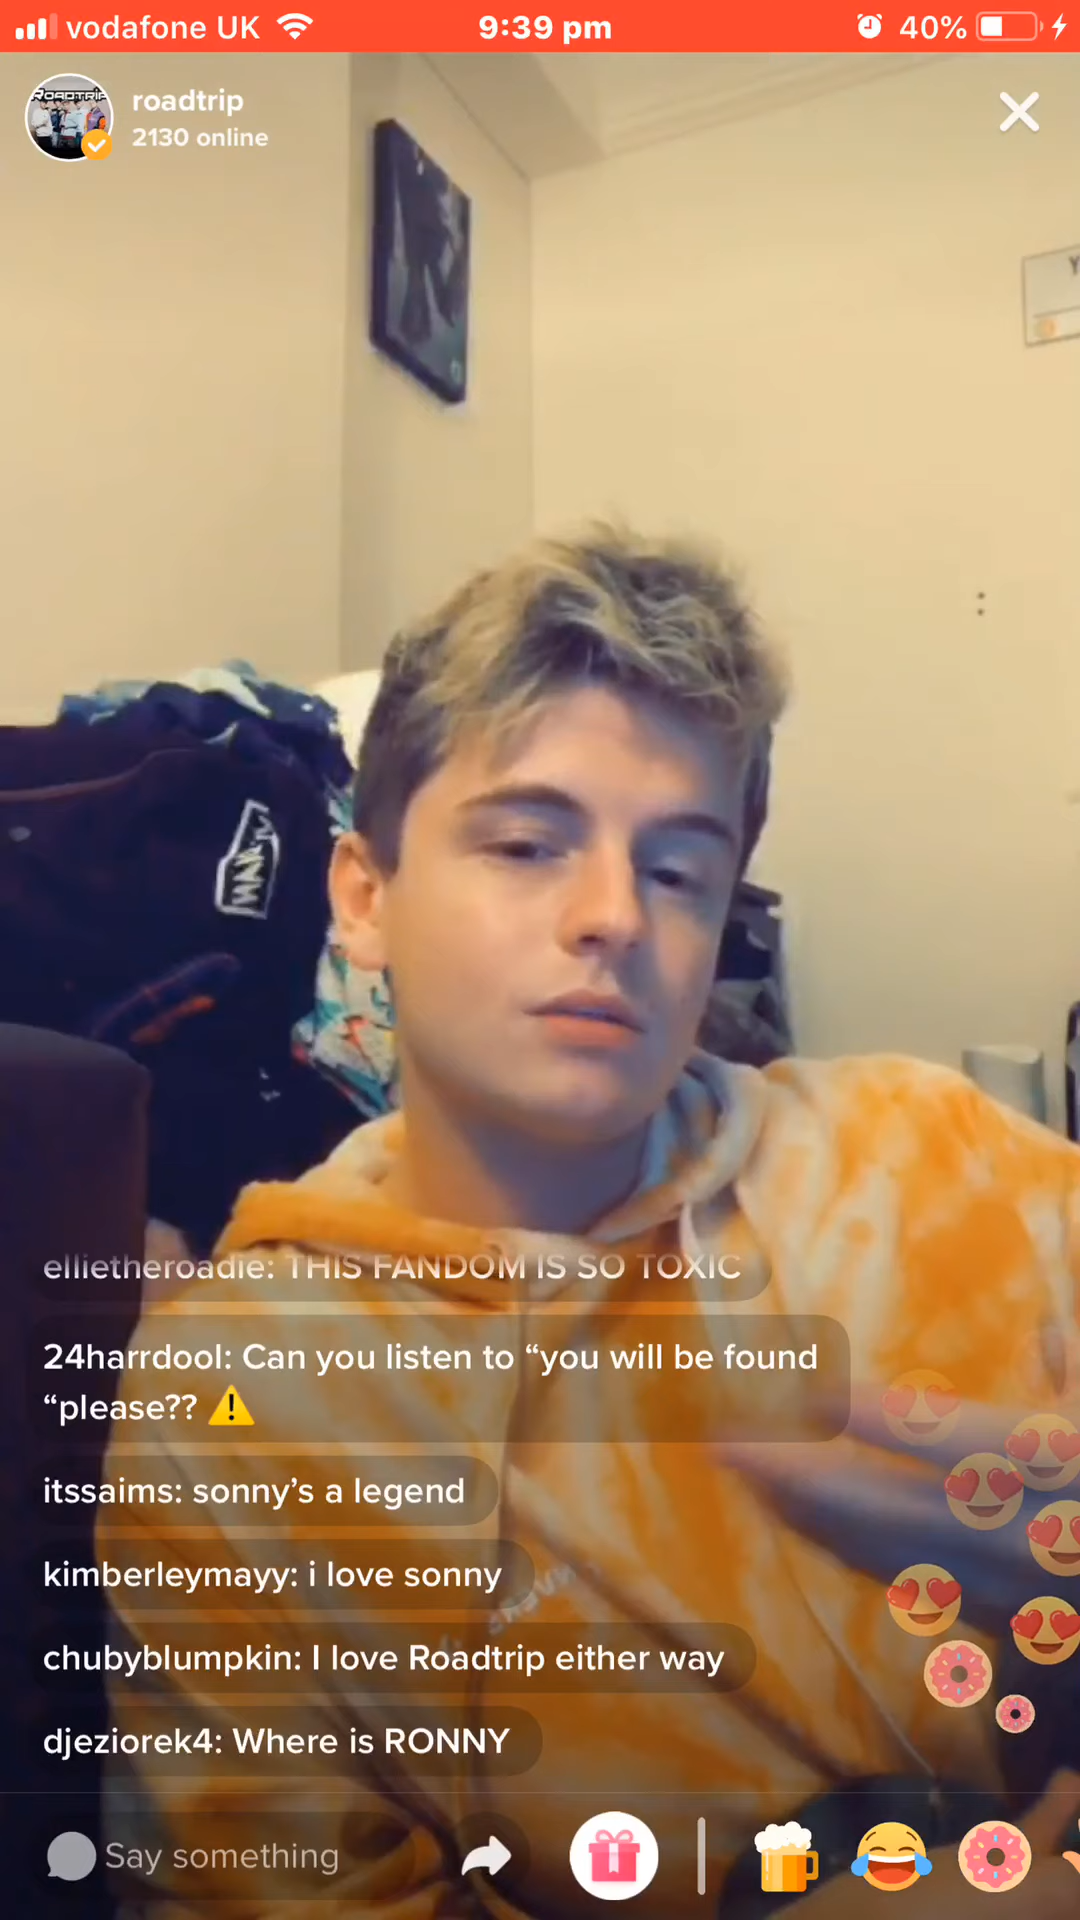 vodafone UK 9:39 pm 40%
ROADTRIP
roadtrip
2130 online
Y
ellietheroadie: THIS FANDOM IS SO TOXIC
24harrdool: Can you listen to “you will be found
“please?? ⚠️
itssaims: sonny’s a legend
kimberleymayy: i love sonny
chubyblumpkin: I love Roadtrip either way
djeziorek4: Where is RONNY
Say something